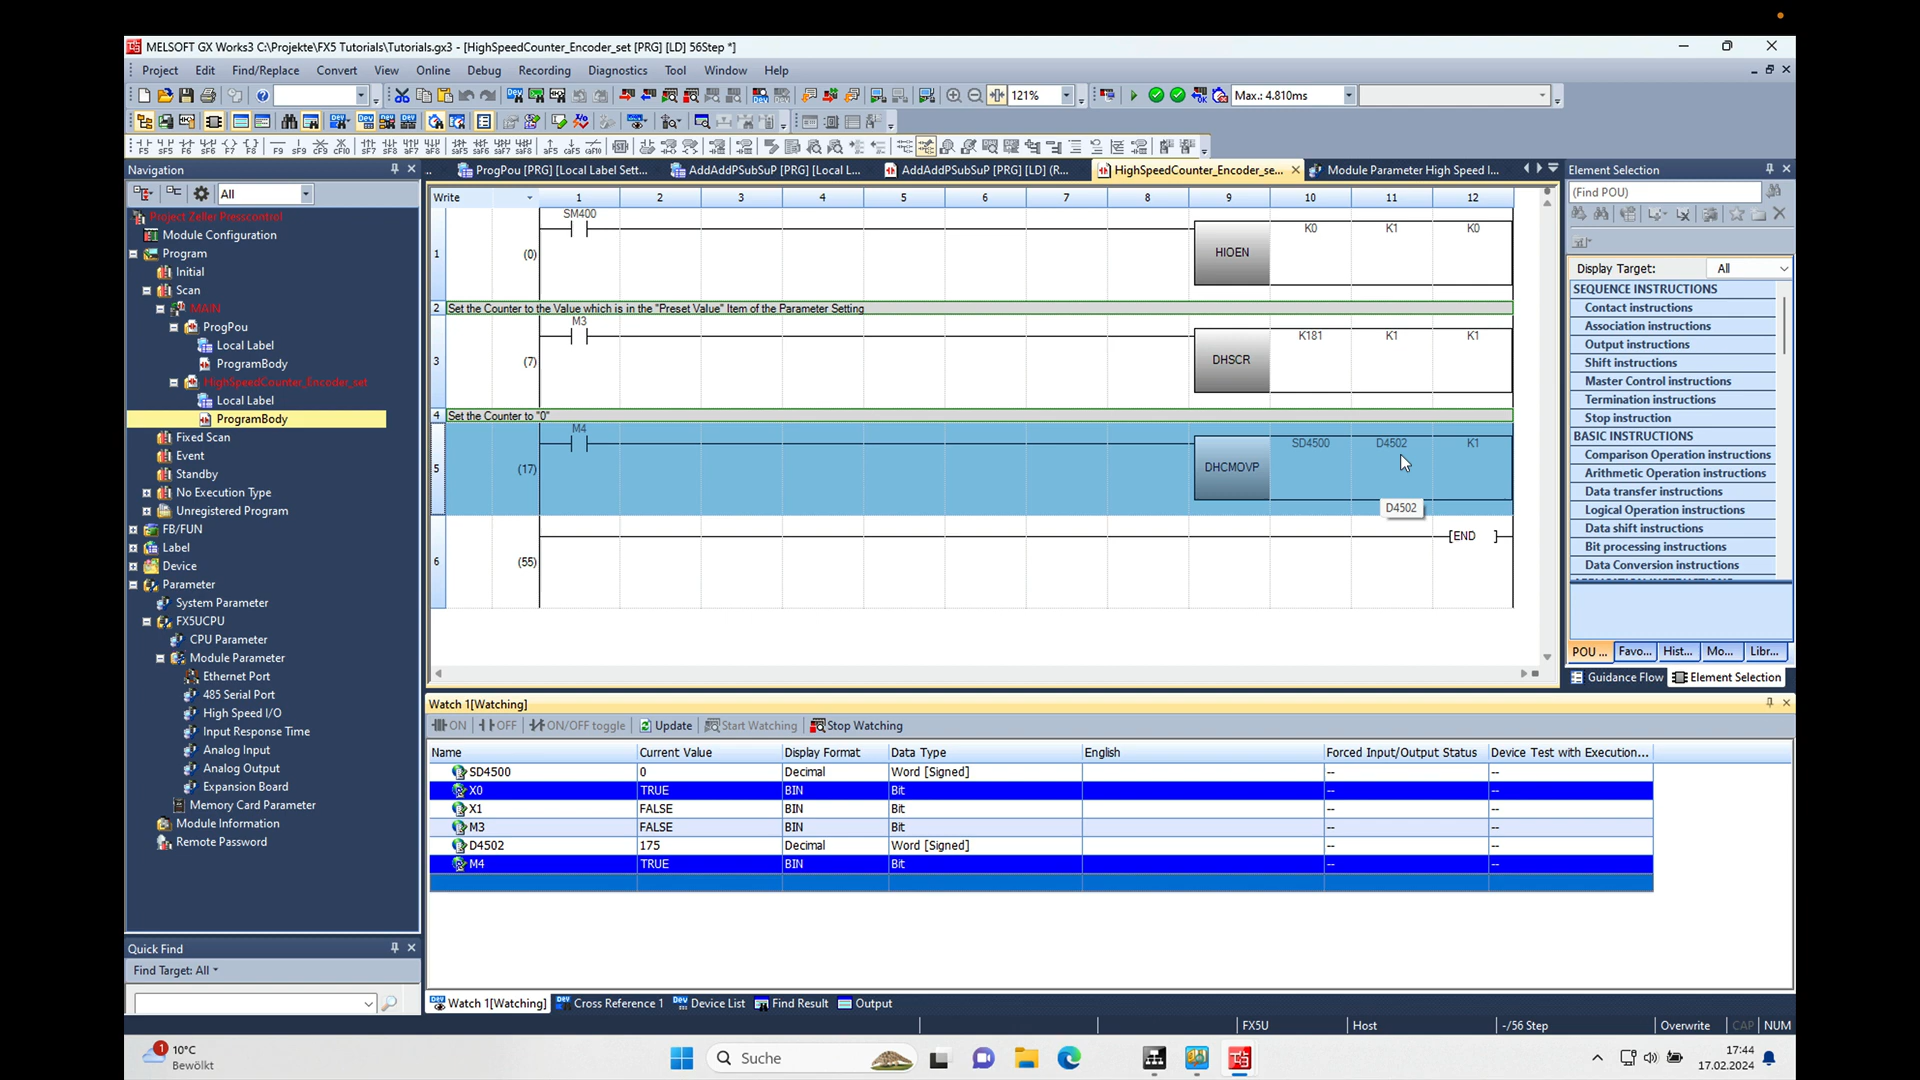 MELSOFT GX Works3 C:\Projekte\FX5 Tutorials\Tutorials.gx3 - [HighSpeedCounter_Encoder_set [PRG] [LD] 56Step *]
Project Edit Find/Replace Convert View Online Debug Recording Diagnostics Tool Window Help
121% Max.: 4.810ms
Navigation
ProgPou [PRG] [Local Label Sett... AddAddPSubSuP [PRG] [Local L... AddAddPSubSuP [PRG] [LD] (R... HighSpeedCounter_Encoder_se... Module Parameter High Speed I...
All
Project Zeller Presscontrol
Module Configuration
Program
Initial
Scan
MAIN
ProgPou
Local Label
ProgramBody
HighSpeedCounter_Encoder_set
Local Label
ProgramBody
Fixed Scan
Event
Standby
No Execution Type
Unregistered Program
FB/FUN
Label
Device
Parameter
System Parameter
FX5UCPU
CPU Parameter
Module Parameter
Ethernet Port
485 Serial Port
High Speed I/O
Input Response Time
Analog Input
Analog Output
Expansion Board
Memory Card Parameter
Module Information
Remote Password
Quick Find
Find Target: All
Write 1 2 3 4 5 6 7 8 9 10 11 12
SM400
1 (0) HIOEN K0 K1 K0
2 Set the Counter to the Value which is in the "Preset Value" Item of the Parameter Setting
M3
3 (7) DHSCR K181 K1 K1
4 Set the Counter to "0"
M4
5 (17) DHCMOVP SD4500 D4502 K1
D4502
[END ]
6 (55)
Element Selection
(Find POU)
Display Target: All
SEQUENCE INSTRUCTIONS
Contact instructions
Association instructions
Output instructions
Shift instructions
Master Control instructions
Termination instructions
Stop instruction
BASIC INSTRUCTIONS
Comparison Operation instructions
Arithmetic Operation instructions
Data transfer instructions
Logical Operation instructions
Data shift instructions
Bit processing instructions
Data Conversion instructions
POU ... Favo... Hist... Mo... Libr...
Guidance Flow Element Selection
Watch 1[Watching]
ON OFF ON/OFF toggle Update Start Watching Stop Watching
Name Current Value Display Format Data Type English Forced Input/Output Status Device Test with Execution...
SD4500 0 Decimal Word [Signed] -- --
X0 TRUE BIN Bit -- --
X1 FALSE BIN Bit -- --
M3 FALSE BIN Bit -- --
D4502 175 Decimal Word [Signed] -- --
M4 TRUE BIN Bit -- --
Watch 1[Watching] Cross Reference 1 Device List Find Result Output
FX5U Host -/56 Step Overwrite CAP NUM
1 10°C
Bewölkt
Suche
17:44
17.02.2024